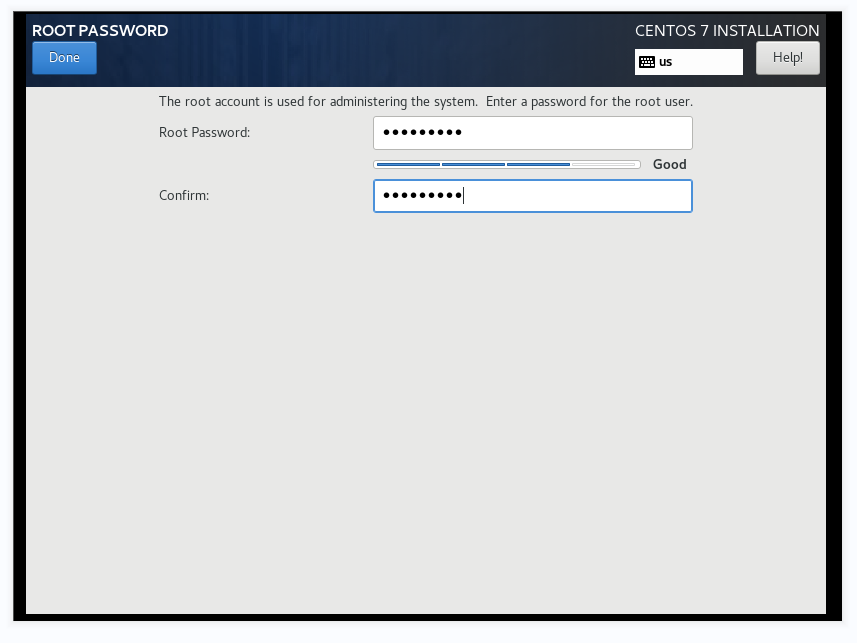 ROOT PASSWORD
CENTOS 7 INSTALLATION
Done
us
Help!
The root account is used for administering the system.  Enter a password for the root user.
Root Password:
●●●●●●●●●
Good
Confirm:
●●●●●●●●●